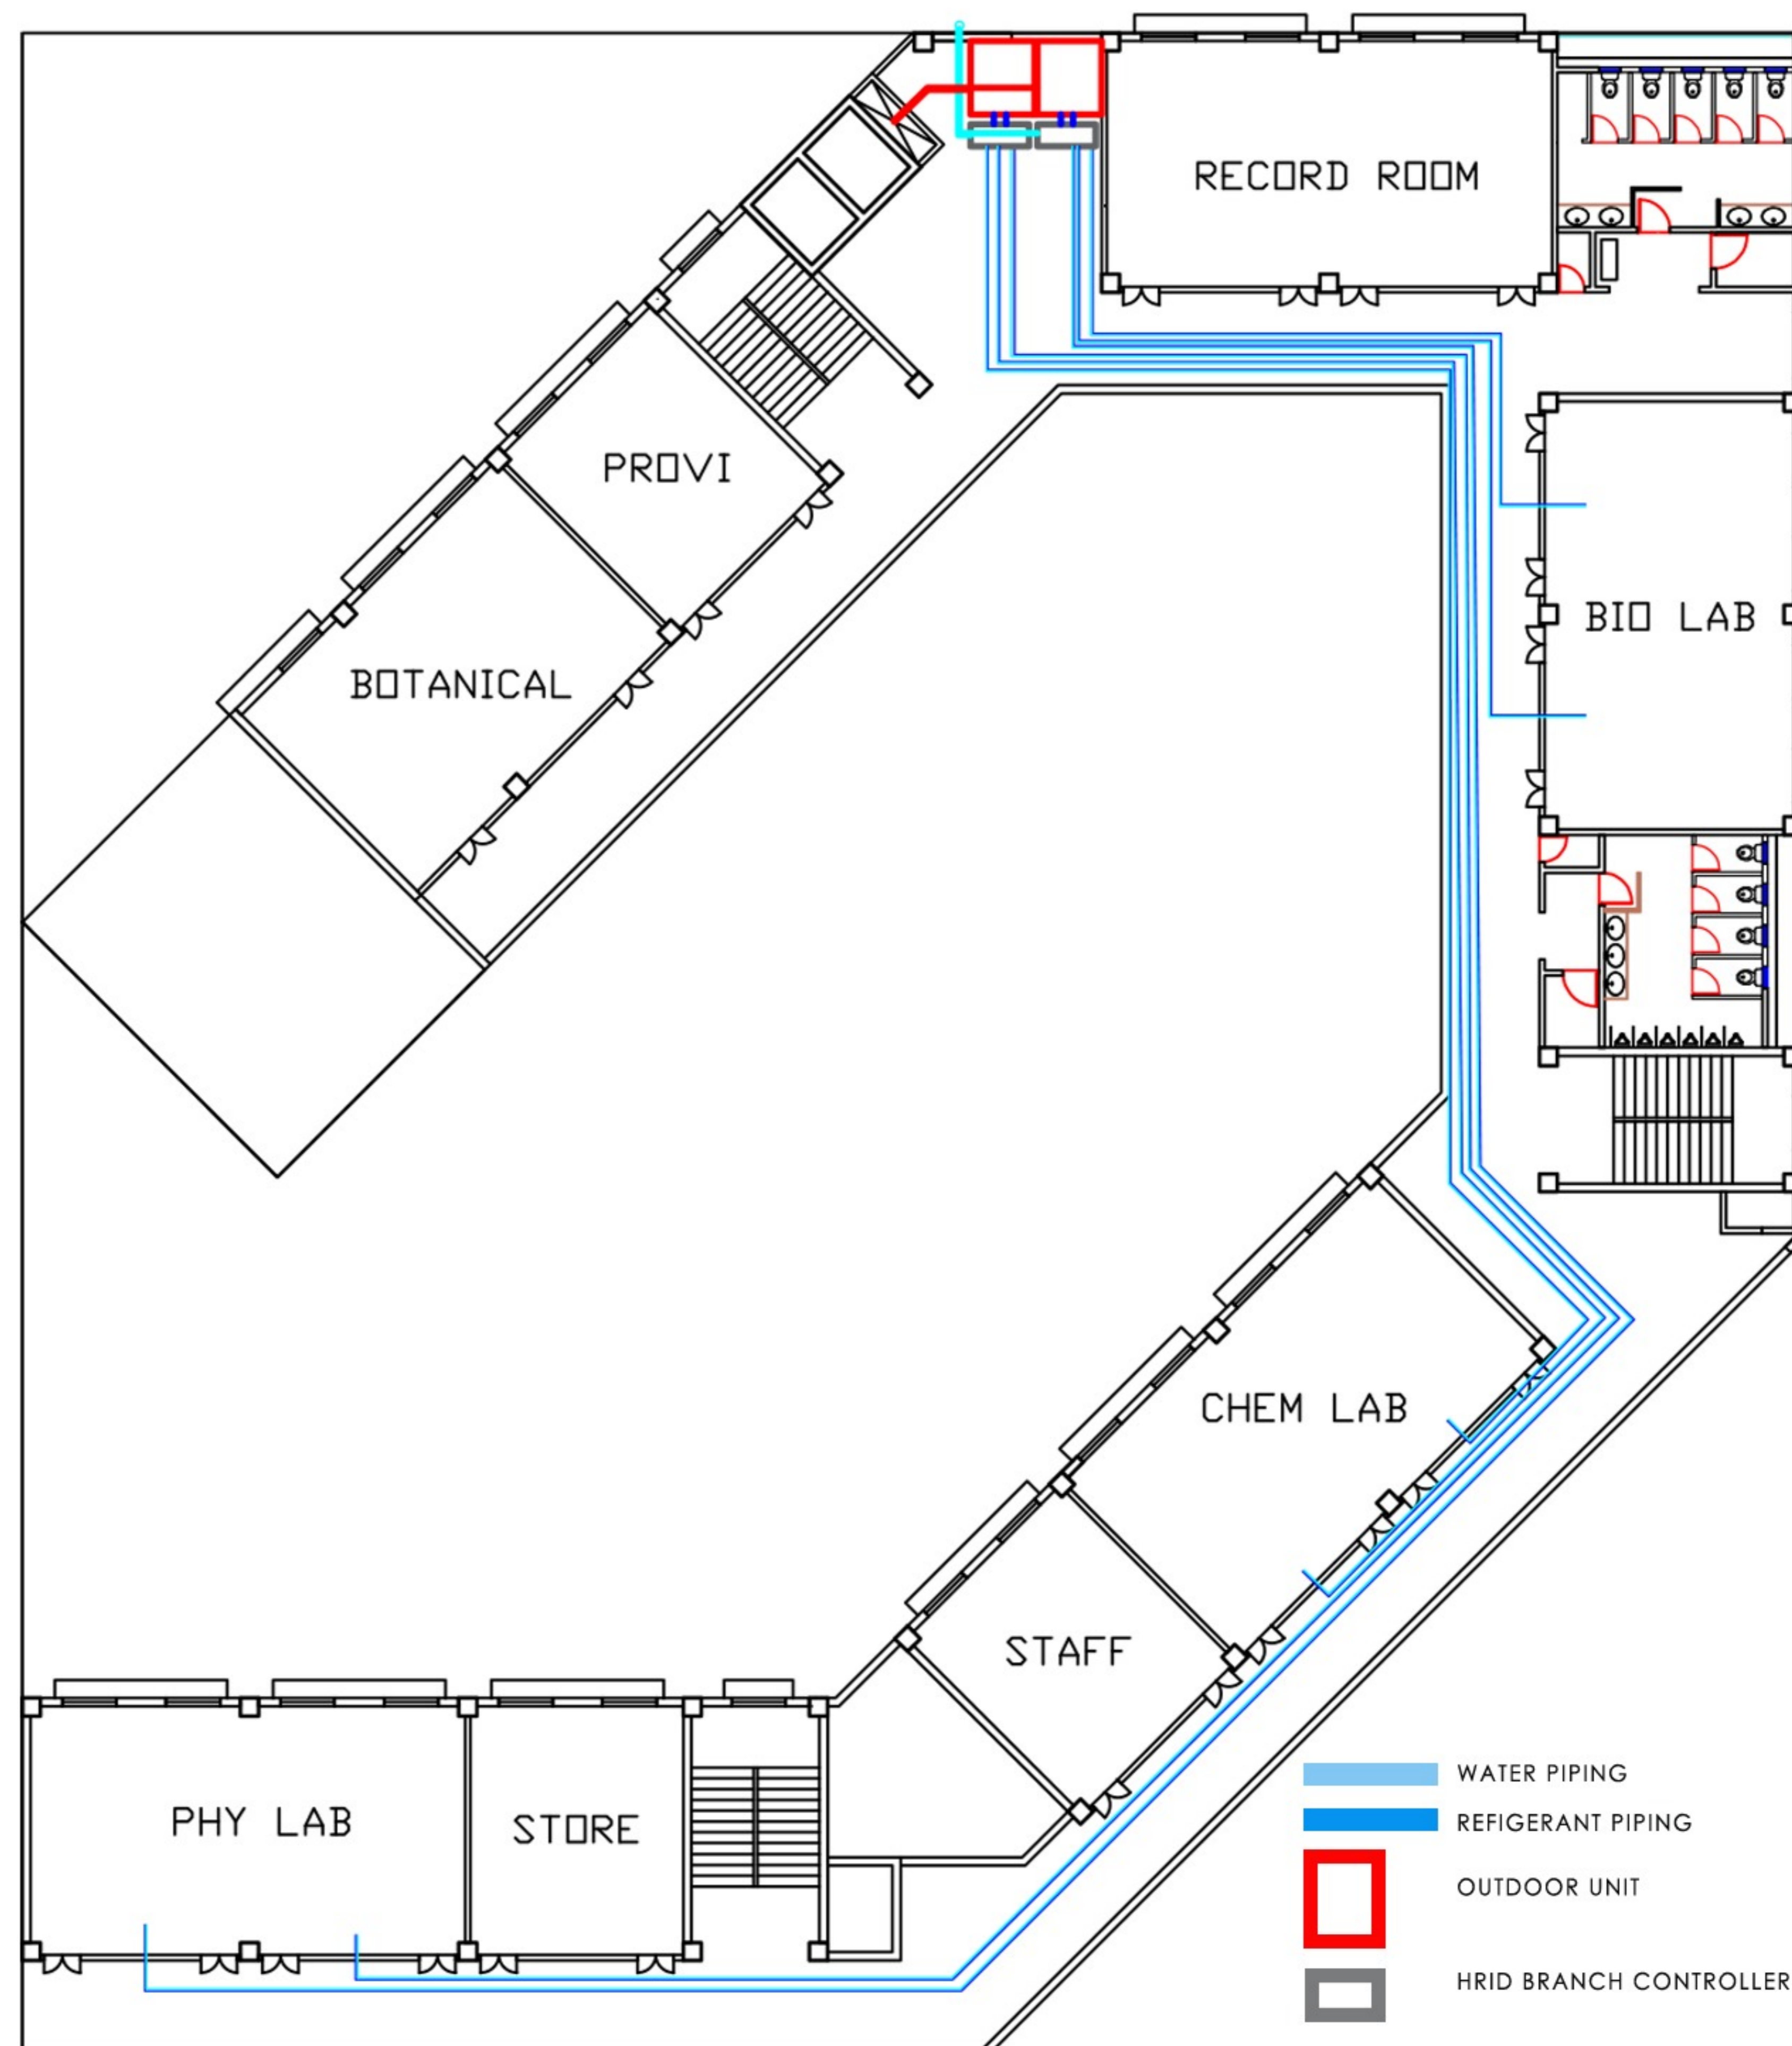 RECORD ROOM
PROVI
BIO LAB
BOTANICAL
CHEM LAB
STAFF
WATER PIPING
PHY LAB
STORE
REFIGERANT PIPING
OUTDOOR UNIT
HRID BRANCH CONTROLLER